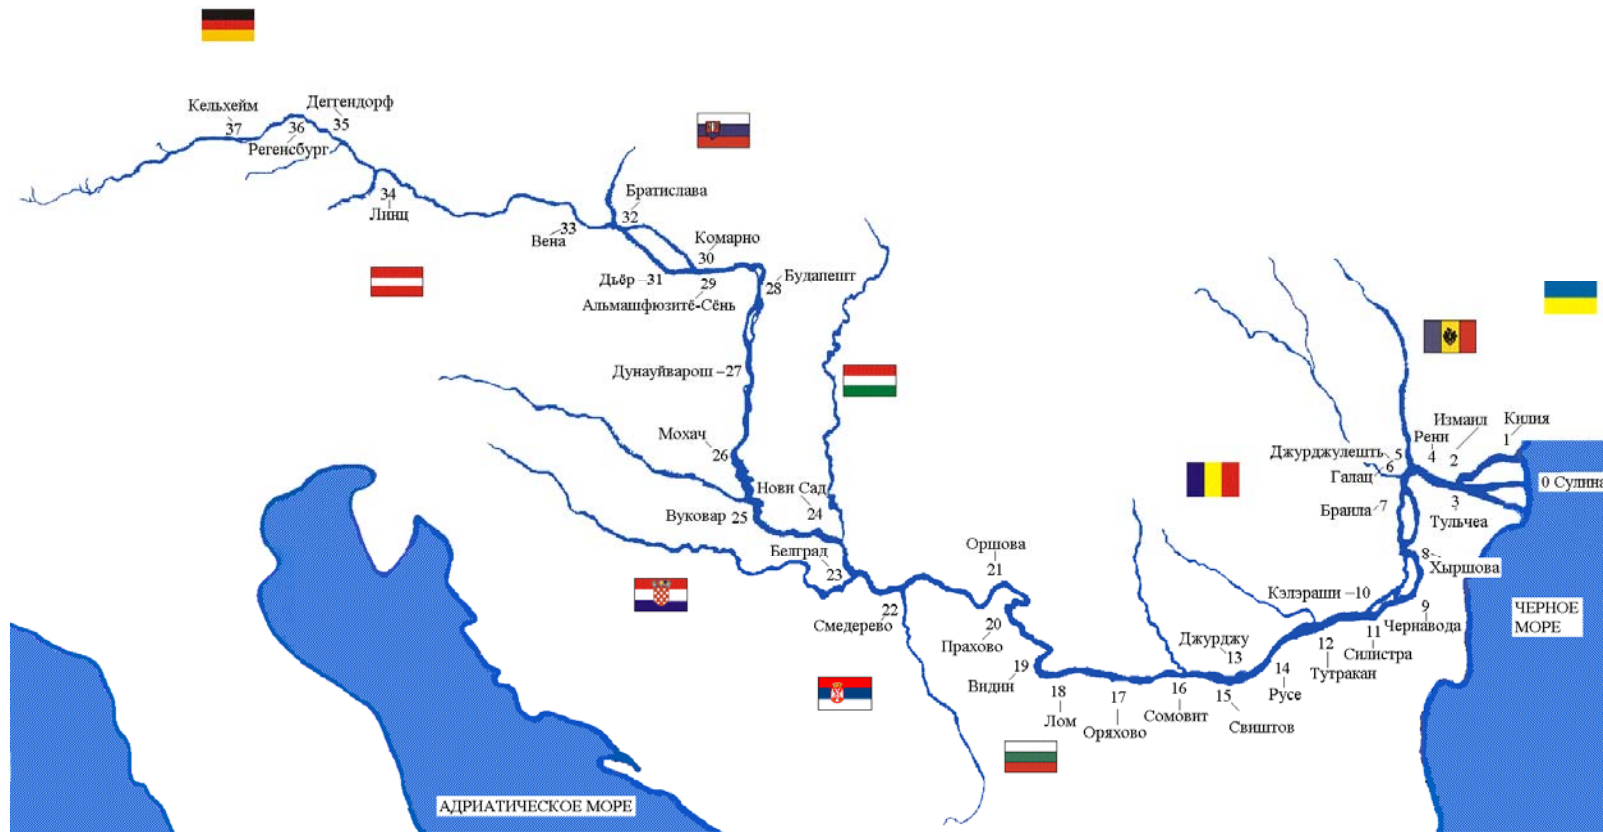 Кельхейм
37
36
Регенсбург
Деггендорф
35
34
Линц
Вена
33
Братислава
32
Комарно
30
Дьёр –31
29
Альмашфюзитё-Сёнь
Будапешт
28
Дунауйварош –27
Мохач
26
Вуковар 25
Нови Сад
24
Белград
23
22
Смедерево
Оршова
21
20
Прахово
19
Видин
18
Лом
17
Оряхово
16
Сомовит
15
Свиштов
14
Русе
Джурджу
13
12
Тутракан
11
Силистра
Кэлэраши –10
9
Чернавода
8
Хыршова
Браила
7
Галац
6
Джурджулешть
5
Рени
4
Измаил
2
3
Тульчеа
Килия
1
0 Сулина
ЧЕРНОЕ
МОРЕ
АДРИАТИЧЕСКОЕ МОРЕ